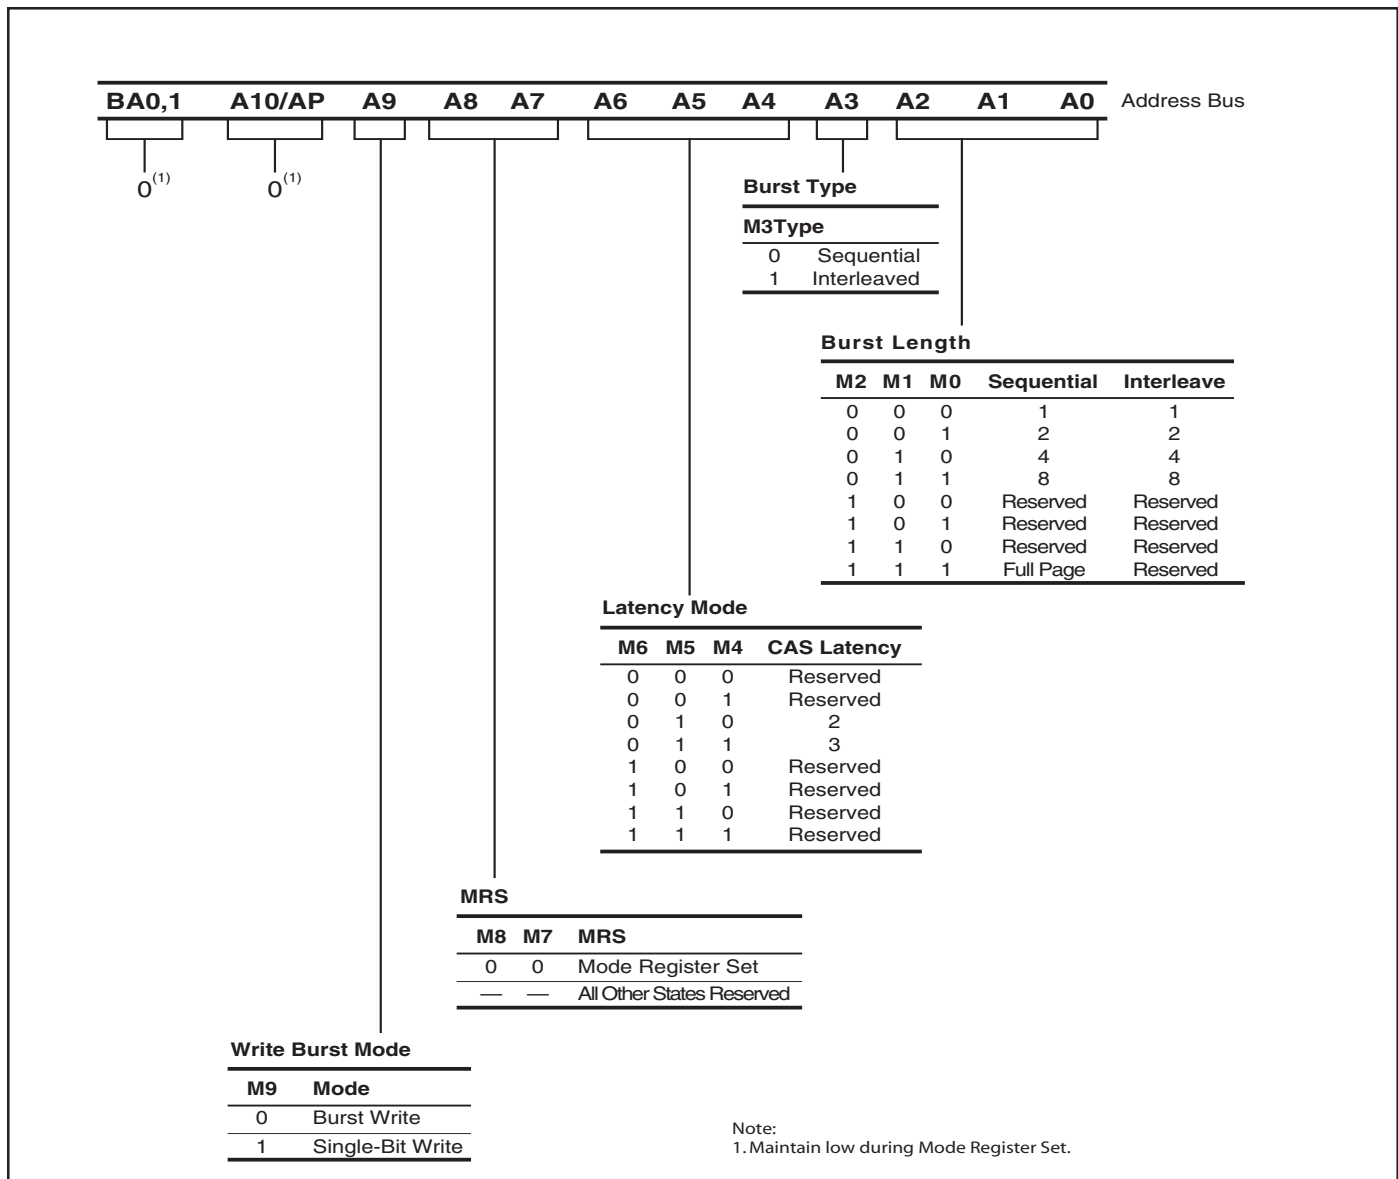 BA0,1 A10/AP A9 A8 A7 A6 A5 A4 A3 A2 A1 A0 Address Bus
0(1) 0(1)
Burst Type
M3Type
0 Sequential
1 Interleaved
Burst Length
M2 M1 M0 Sequential Interleave
0 0 0 1 1
0 0 1 2 2
0 1 0 4 4
0 1 1 8 8
1 0 0 Reserved Reserved
1 0 1 Reserved Reserved
1 1 0 Reserved Reserved
1 1 1 Full Page Reserved
Latency Mode
M6 M5 M4 CAS Latency
0 0 0 Reserved
0 0 1 Reserved
0 1 0 2
0 1 1 3
1 0 0 Reserved
1 0 1 Reserved
1 1 0 Reserved
1 1 1 Reserved
MRS
M8 M7 MRS
0 0 Mode Register Set
— — All Other States Reserved
Write Burst Mode
M9 Mode
0 Burst Write
1 Single-Bit Write
Note:
1. Maintain low during Mode Register Set.